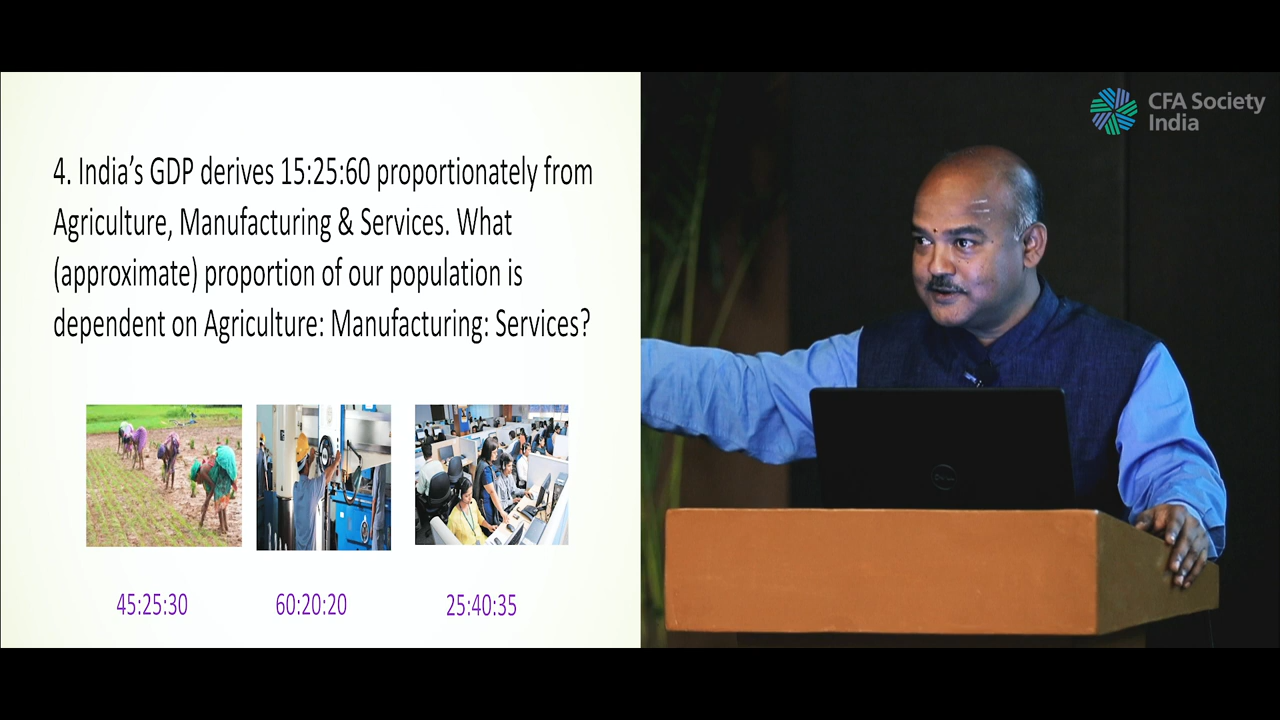 4. India's GDP derives 15:25:60 proportionately from
Agriculture, Manufacturing & Services. What
(approximate) proportion of our population is
dependent on Agriculture: Manufacturing: Services?
45:25:30
60:20:20
25:40:35
CFA Society
India